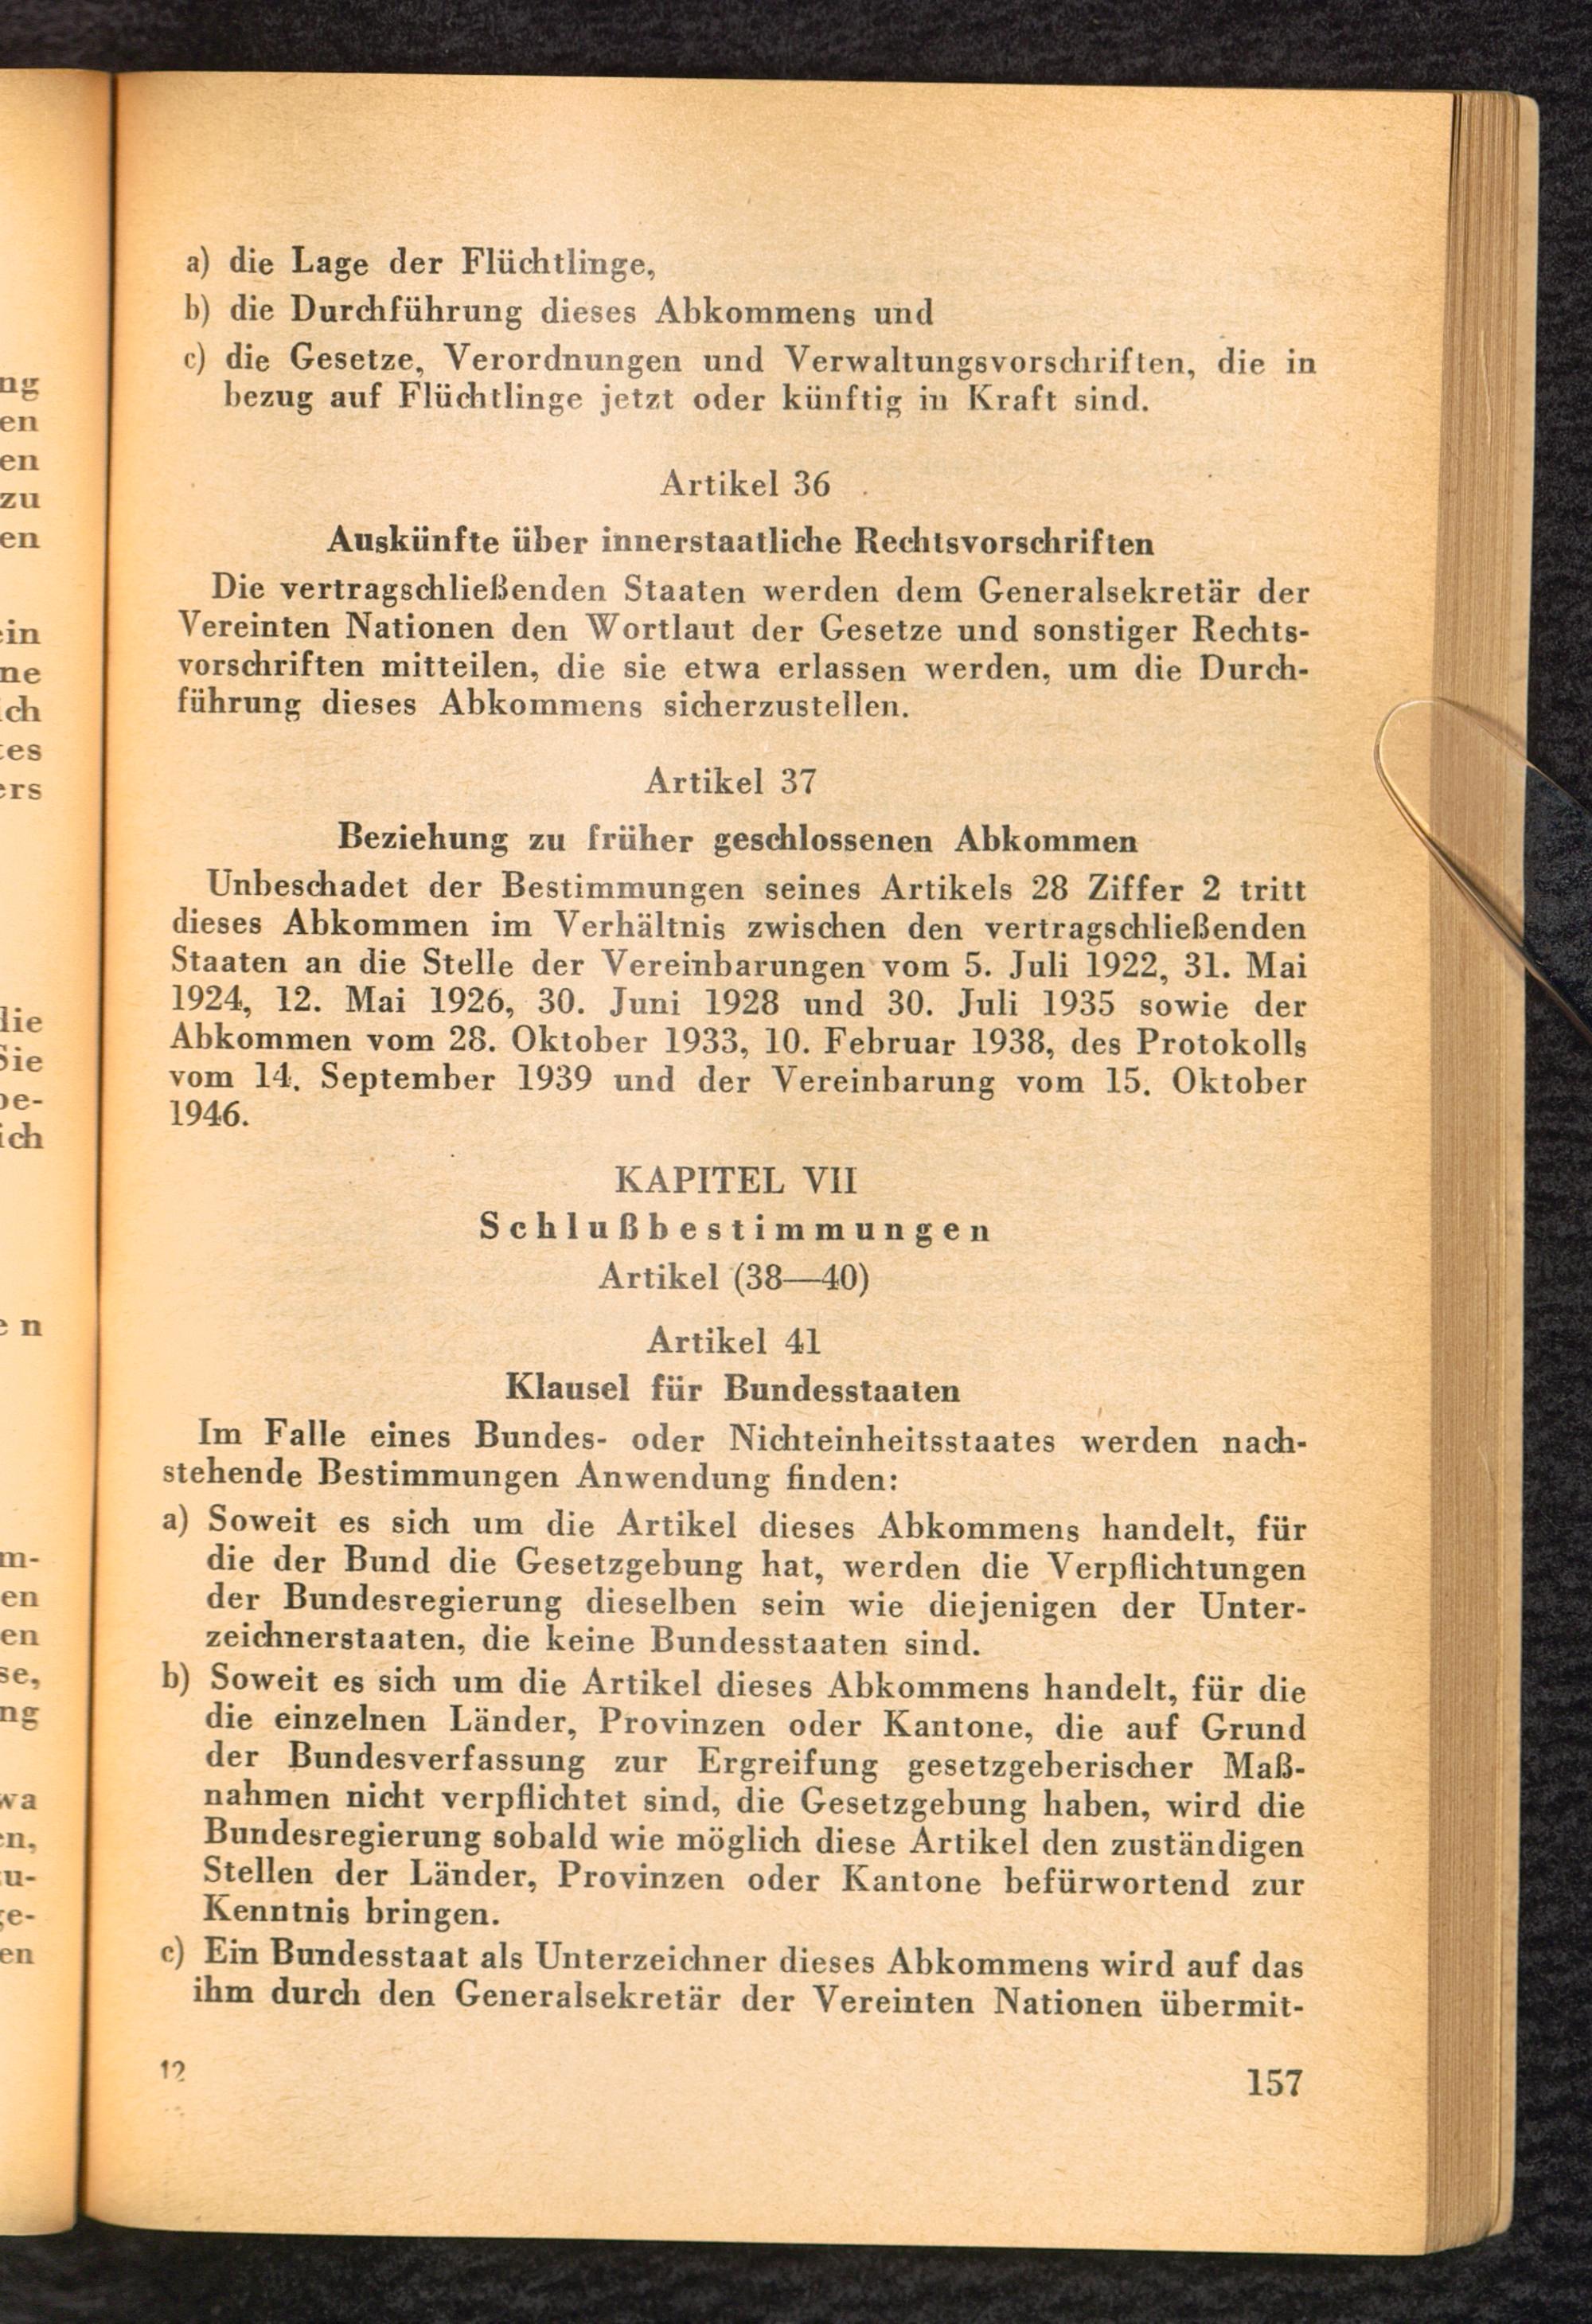 a) die Lage der Flüchtlinge,
b) die Durchführung dieses Abkommens und
c) die Gesetze, Verordnungen und Verwaltungsvorschriften, die in
bezug auf Flüchtlinge jetzt oder künftig in Kraft sind.
Artikel 36
Auskünfte über innerstaatliche Rechtsvorschriften
Die vertragschließenden Staaten werden dem Generalsekretär der
Vereinten Nationen den Wortlaut der Gesetze und sonstiger Rechts-
vorschriften mitteilen, die sie etwa erlassen werden, um die Durch-
führung dieses Abkommens sicherzustellen.
Artikel 37
Beziehung zu früher geschlossenen Abkommen
Unbeschadet der Bestimmungen seines Artikels 28 Ziffer 2 tritt
dieses Abkommen im Verhältnis zwischen den vertragschließenden
Staaten an die Stelle der Vereinbarungen vom 5. Juli 1922, 31. Mai
1924, 12. Mai 1926, 30. Juni 1928 und 30. Juli 1935 sowie der
Abkommen vom 28. Oktober 1933, 10. Februar 1938, des Protokolls
vom 14. September 1939 und der Vereinbarung vom 15. Oktober
1946.
KAPITEL VII
Schlußbestimmungen
Artikel (38—40)
Artikel 41
Klausel für Bundesstaaten
Im Falle eines Bundes- oder Nichteinheitsstaates werden nach-
stehende Bestimmungen Anwendung finden:
a) Soweit es sich um die Artikel dieses Abkommens handelt, für
die der Bund die Gesetzgebung hat, werden die Verpflichtungen
der Bundesregierung dieselben sein wie diejenigen der Unter-
zeichnerstaaten, die keine Bundesstaaten sind.
b) Soweit es sich um die Artikel dieses Abkommens handelt, für die
die einzelnen Länder, Provinzen oder Kantone, die auf Grund
der Bundesverfassung zur Ergreifung gesetzgeberischer Maß-
nahmen nicht verpflichtet sind, die Gesetzgebung haben, wird die
Bundesregierung sobald wie möglich diese Artikel den zuständigen
Stellen der Länder, Provinzen oder Kantone befürwortend zur
Kenntnis bringen.
c) Ein Bundesstaat als Unterzeichner dieses Abkommens wird auf das
ihm durch den Generalsekretär der Vereinten Nationen übermit-
12
157